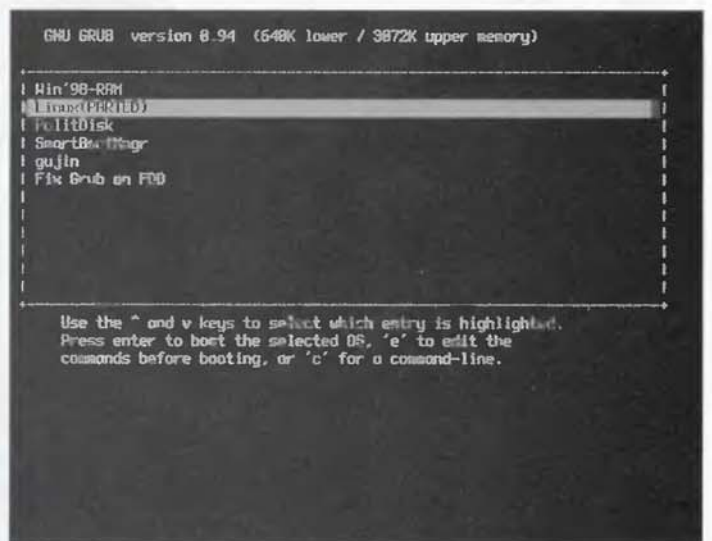 GNU GRUB version 0.94 (640K lower / 3072K upper memory)
Win'98-RAM
Linux(PARTED)
PolitDisk
SmartBootMngr
gujin
Fix Grub on FDD
Use the ^ and v keys to select which entry is highlighted.
Press enter to boot the selected OS, 'e' to edit the
commands before booting, or 'c' for a command-line.